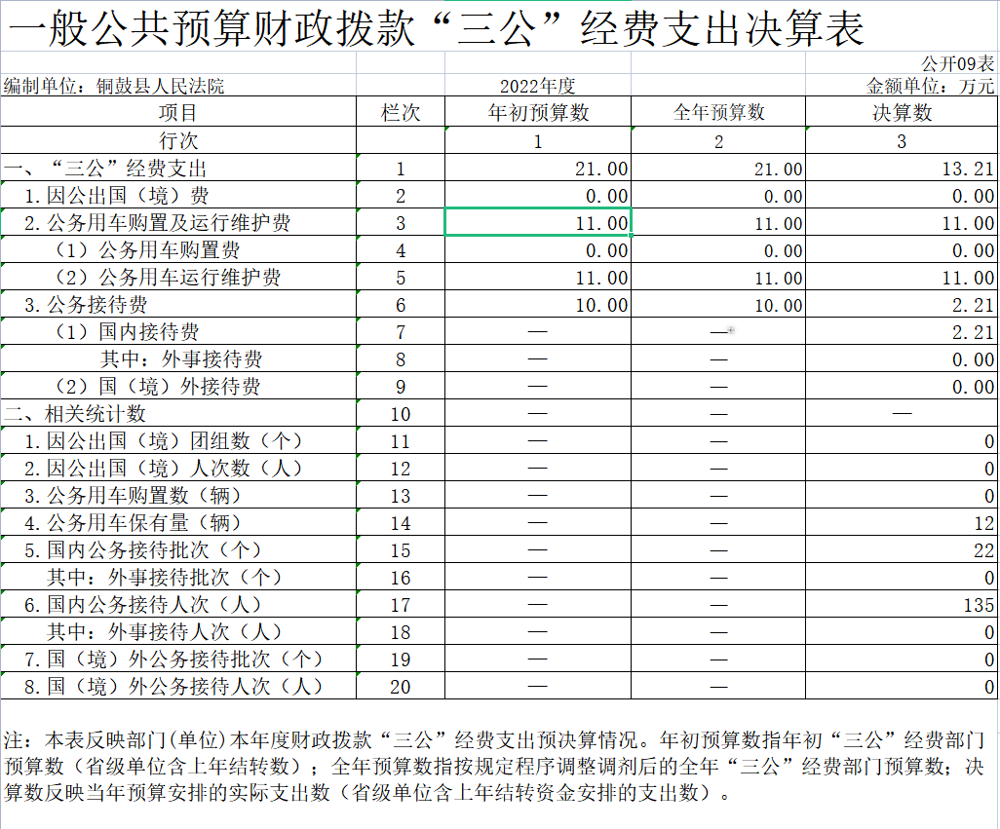 一般公共预算财政拨款“三公”经费支出决算表
公开09表
编制单位：铜鼓县人民法院 2022年度 金额单位：万元
项目 栏次 年初预算数 全年预算数 决算数
行次 1 2 3
一、“三公”经费支出 1 21.00 21.00 13.21
1.因公出国（境）费 2 0.00 0.00 0.00
2.公务用车购置及运行维护费 3 11.00 11.00 11.00
（1）公务用车购置费 4 0.00 0.00 0.00
（2）公务用车运行维护费 5 11.00 11.00 11.00
3.公务接待费 6 10.00 10.00 2.21
（1）国内接待费 7 — — 2.21
其中：外事接待费 8 — — 0.00
（2）国（境）外接待费 9 — — 0.00
二、相关统计数 10 — — —
1.因公出国（境）团组数（个） 11 — — 0
2.因公出国（境）人次数（人） 12 — — 0
3.公务用车购置数（辆） 13 — — 0
4.公务用车保有量（辆） 14 — — 12
5.国内公务接待批次（个） 15 — — 22
其中：外事接待批次（个） 16 — — 0
6.国内公务接待人次（人） 17 — — 135
其中：外事接待人次（人） 18 — — 0
7.国（境）外公务接待批次（个） 19 — — 0
8.国（境）外公务接待人次（人） 20 — — 0
注：本表反映部门(单位)本年度财政拨款“三公”经费支出预决算情况。年初预算数指年初“三公”经费部门
预算数（省级单位含上年结转数）；全年预算数指按规定程序调整调剂后的全年“三公”经费部门预算数；决
算数反映当年预算安排的实际支出数（省级单位含上年结转资金安排的支出数）。